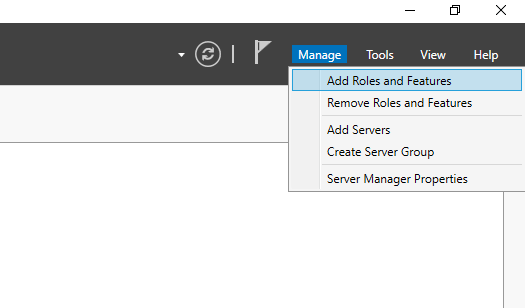 Manage Tools View Help
Add Roles and Features
Remove Roles and Features
Add Servers
Create Server Group
Server Manager Properties